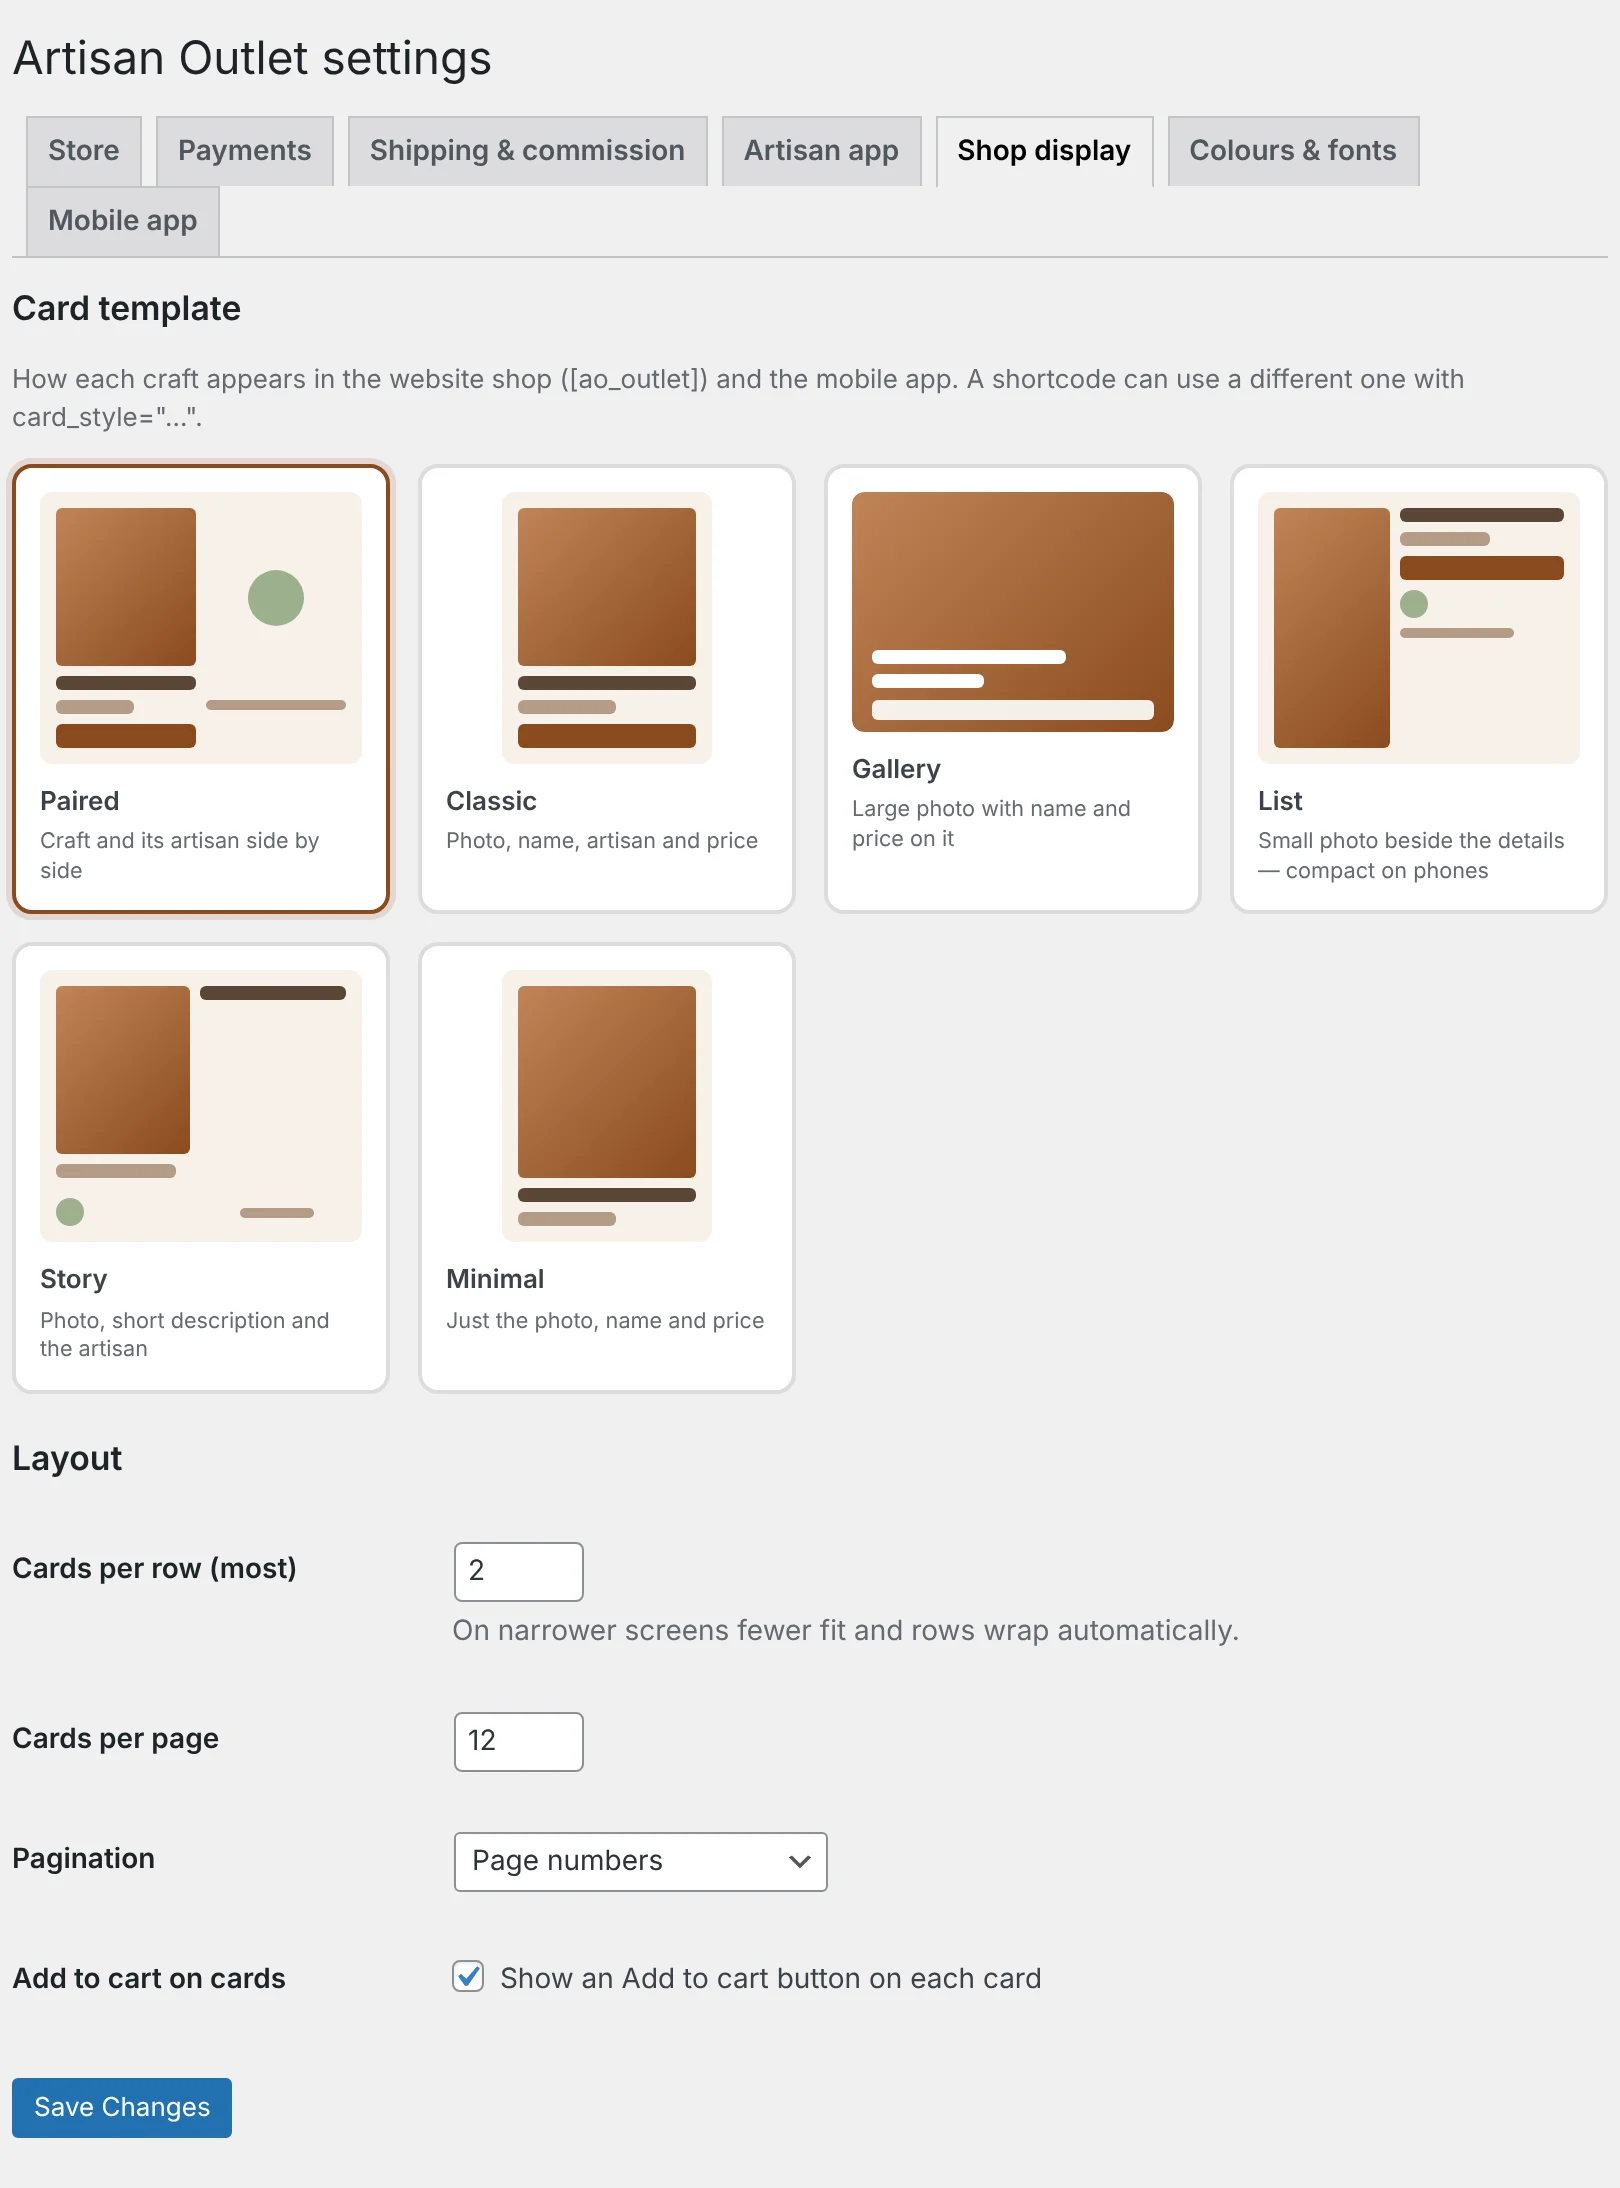 Artisan Outlet settings
Store
Payments
Shipping & commission
Artisan app
Shop display
Colours & fonts
Mobile app
Card template
How each craft appears in the website shop ([ao_outlet]) and the mobile app. A shortcode can use a different one with
card_style="...".
Paired
Craft and its artisan side by
side
Classic
Photo, name, artisan and price
Gallery
Large photo with name and
price on it
List
Small photo beside the details
— compact on phones
Story
Photo, short description and
the artisan
Minimal
Just the photo, name and price
Layout
Cards per row (most)
2
On narrower screens fewer fit and rows wrap automatically.
Cards per page
12
Pagination
Page numbers
Add to cart on cards
Show an Add to cart button on each card
Save Changes